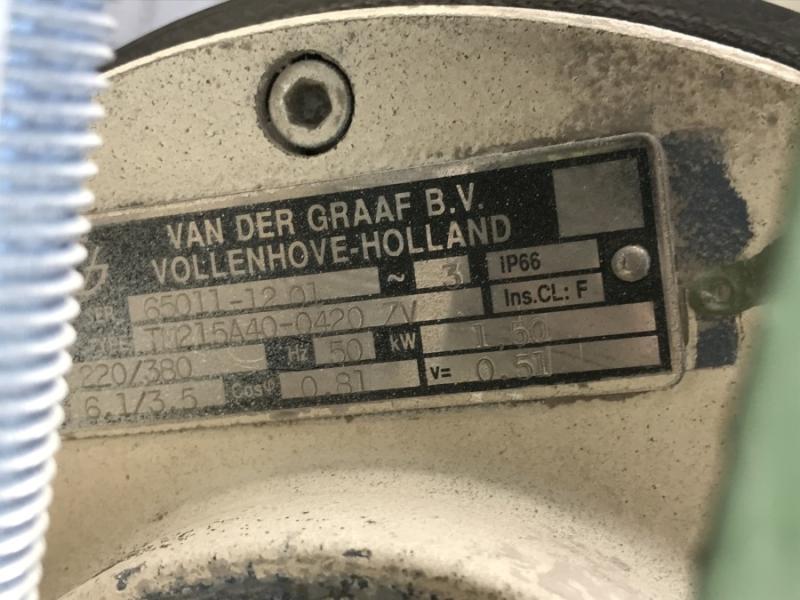 VAN DER GRAAF B.V.
VOLLENHOVE-HOLLAND
65011-12 01 ~ 3 IP66
TM215A40-0420 ZV Ins.CL: F
220/380 Hz 50 kW 1.50
6.1/3.5 Cosφ 0.81 v= 0.51